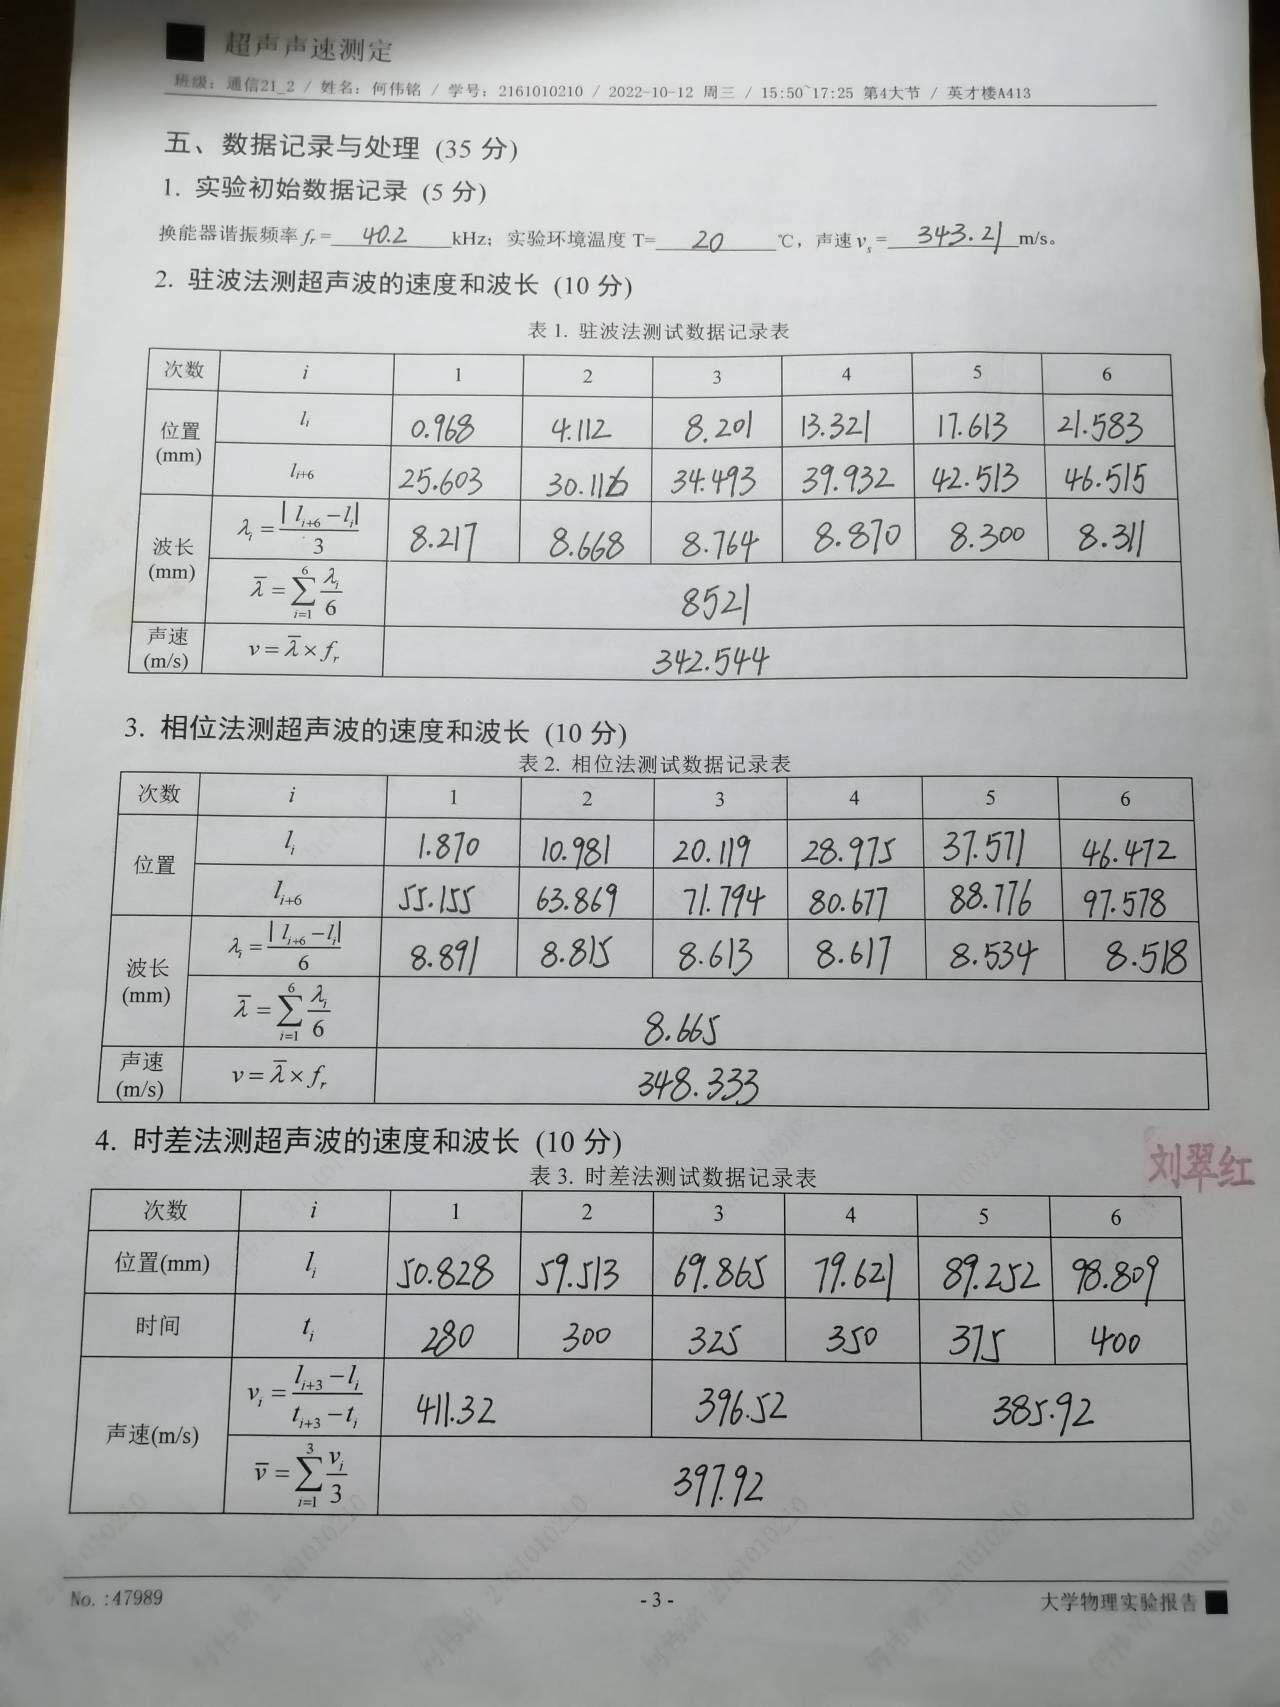 超声声速测定
班级：通信21_2 / 姓名：何伟铭 / 学号：2161010210 / 2022-10-12 周三 / 15:50~17:25 第4大节 / 英才楼A413
五、数据记录与处理 (35 分)
1. 实验初始数据记录 (5 分)
换能器谐振频率 fr= 40.2 kHz；实验环境温度 T= 20 ℃，声速 vs = 343.21 m/s。
2. 驻波法测超声波的速度和波长 (10 分)
表 1. 驻波法测试数据记录表
次数 i 1 2 3 4 5 6
位置 (mm) li 0.968 4.112 8.201 13.321 17.613 21.583
li+6 25.603 30.116 34.493 39.932 42.513 46.515
波长 (mm) λi = |li+6 − li| / 3 8.217 8.668 8.764 8.870 8.300 8.311
λ̄ = ∑(i=1→6) λi / 6 8521
声速 (m/s) v = λ̄ × fr 342.544
3. 相位法测超声波的速度和波长 (10 分)
表 2. 相位法测试数据记录表
次数 i 1 2 3 4 5 6
位置 li 1.870 10.981 20.119 28.975 37.571 46.472
li+6 55.155 63.869 71.794 80.677 88.776 97.578
波长 (mm) λi = |li+6 − li| / 6 8.891 8.815 8.613 8.617 8.534 8.518
λ̄ = ∑(i=1→6) λi / 6 8.665
声速 (m/s) v = λ̄ × fr 348.333
4. 时差法测超声波的速度和波长 (10 分)
刘翠红
表 3. 时差法测试数据记录表
次数 i 1 2 3 4 5 6
位置(mm) li 50.828 59.513 69.865 79.621 89.252 98.809
时间 ti 280 300 325 350 375 400
声速(m/s) vi = (li+3 − li) / (ti+3 − ti) 411.32 396.52 385.92
v̄ = ∑(i=1→3) vi / 3 397.92
No. :47989
- 3 -
大学物理实验报告